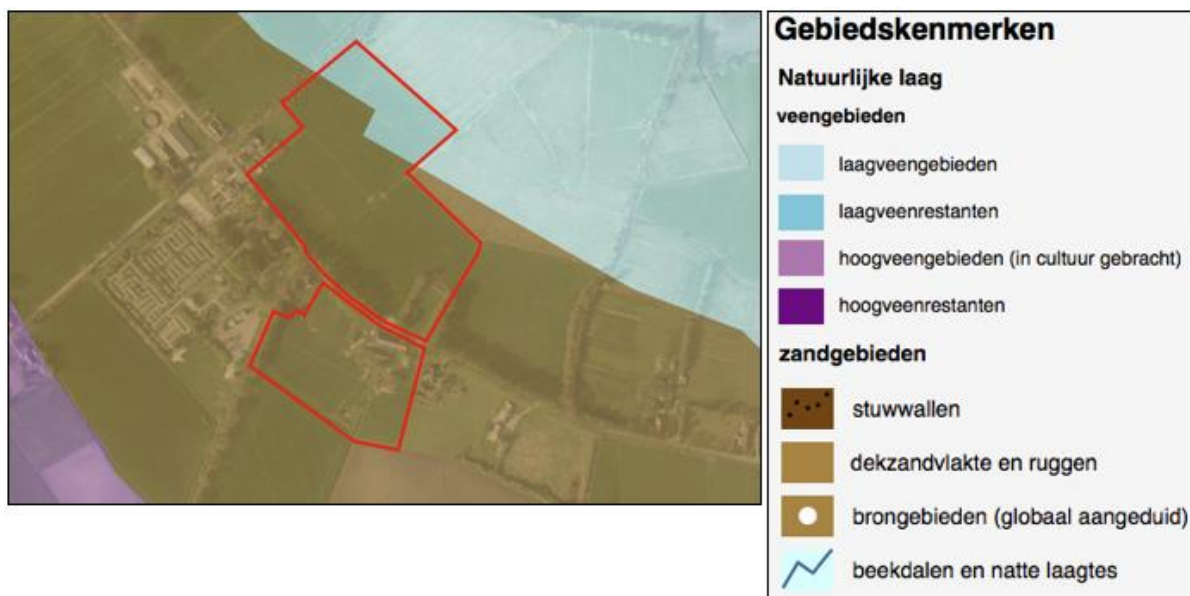 Gebiedskenmerken
Natuurlijke laag
veengebieden
laagveengebieden
laagveenrestanten
hoogveengebieden (in cultuur gebracht)
hoogveenrestanten
zandgebieden
stuwwallen
dekzandvlakte en ruggen
brongebieden (globaal aangeduid)
beekdalen en natte laagtes